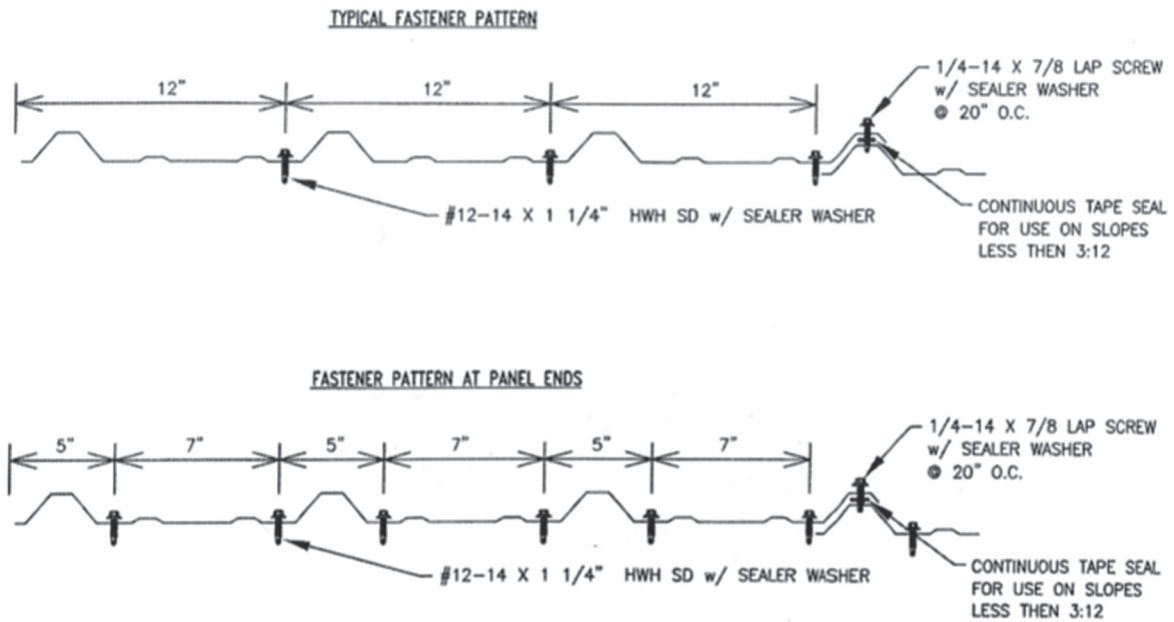 TYPICAL FASTENER PATTERN
12" 12" 12"
1/4-14 X 7/8 LAP SCREW
w/ SEALER WASHER
@ 20" O.C.
#12-14 X 1 1/4" HWH SD w/ SEALER WASHER
CONTINUOUS TAPE SEAL
FOR USE ON SLOPES
LESS THEN 3:12
FASTENER PATTERN AT PANEL ENDS
5" 7" 5" 7" 5" 7"
1/4-14 X 7/8 LAP SCREW
w/ SEALER WASHER
@ 20" O.C.
#12-14 X 1 1/4" HWH SD w/ SEALER WASHER
CONTINUOUS TAPE SEAL
FOR USE ON SLOPES
LESS THEN 3:12